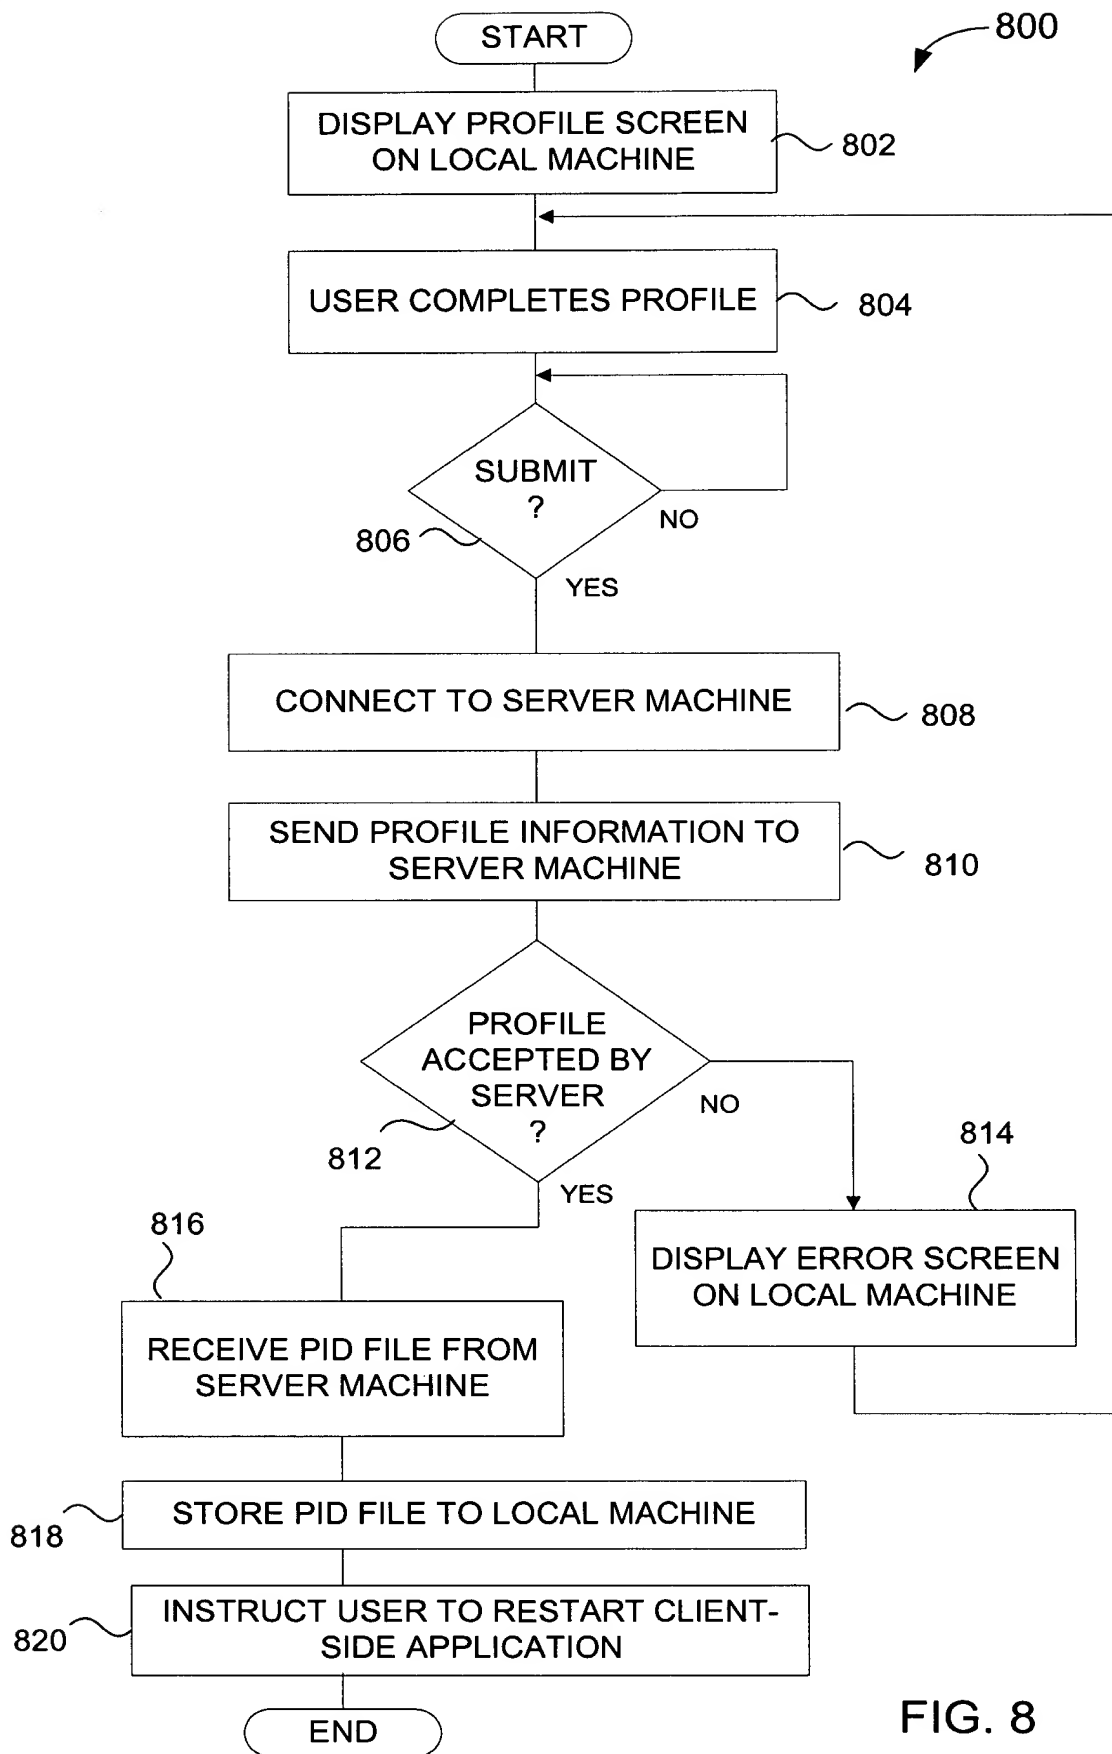 START
800
DISPLAY PROFILE SCREEN
ON LOCAL MACHINE
802
USER COMPLETES PROFILE
804
SUBMIT
?
806
NO
YES
CONNECT TO SERVER MACHINE
808
SEND PROFILE INFORMATION TO
SERVER MACHINE
810
PROFILE
ACCEPTED BY
SERVER
?
812
NO
YES
814
816
DISPLAY ERROR SCREEN
ON LOCAL MACHINE
RECEIVE PID FILE FROM
SERVER MACHINE
STORE PID FILE TO LOCAL MACHINE
818
INSTRUCT USER TO RESTART CLIENT-
SIDE APPLICATION
820
END
FIG. 8